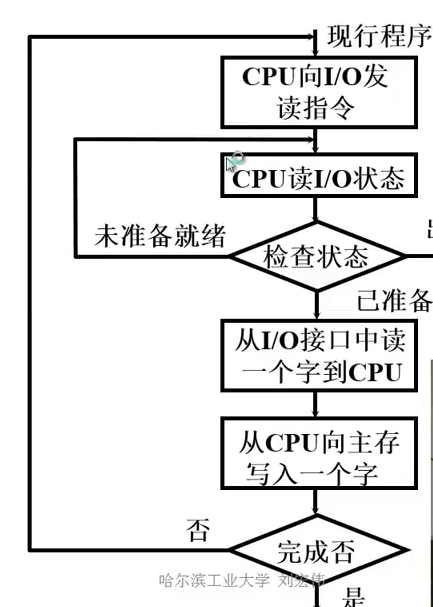 现行程序
CPU向I/O发
读指令
CPU读I/O状态
未准备就绪
检查状态
已准备
从I/O接口中读
一个字到CPU
从CPU向主存
写入一个字
否
完成否
哈尔滨工业大学 刘宏伟
是